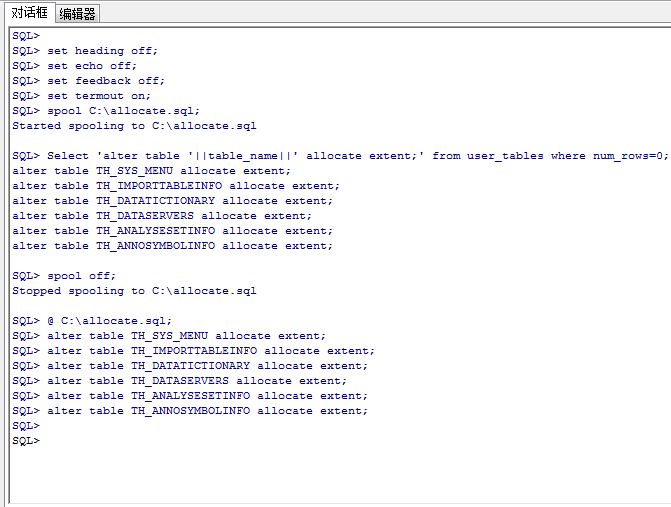 对话框 编辑器
SQL>
SQL> set heading off;
SQL> set echo off;
SQL> set feedback off;
SQL> set termout on;
SQL> spool C:\allocate.sql;
Started spooling to C:\allocate.sql
SQL> Select 'alter table '||table_name||' allocate extent;' from user_tables where num_rows=0;
alter table TH_SYS_MENU allocate extent;
alter table TH_IMPORTTABLEINFO allocate extent;
alter table TH_DATATICTIONARY allocate extent;
alter table TH_DATASERVERS allocate extent;
alter table TH_ANALYSESETINFO allocate extent;
alter table TH_ANNOSYMBOLINFO allocate extent;
SQL> spool off;
Stopped spooling to C:\allocate.sql
SQL> @ C:\allocate.sql;
SQL> alter table TH_SYS_MENU allocate extent;
SQL> alter table TH_IMPORTTABLEINFO allocate extent;
SQL> alter table TH_DATATICTIONARY allocate extent;
SQL> alter table TH_DATASERVERS allocate extent;
SQL> alter table TH_ANALYSESETINFO allocate extent;
SQL> alter table TH_ANNOSYMBOLINFO allocate extent;
SQL>
SQL>